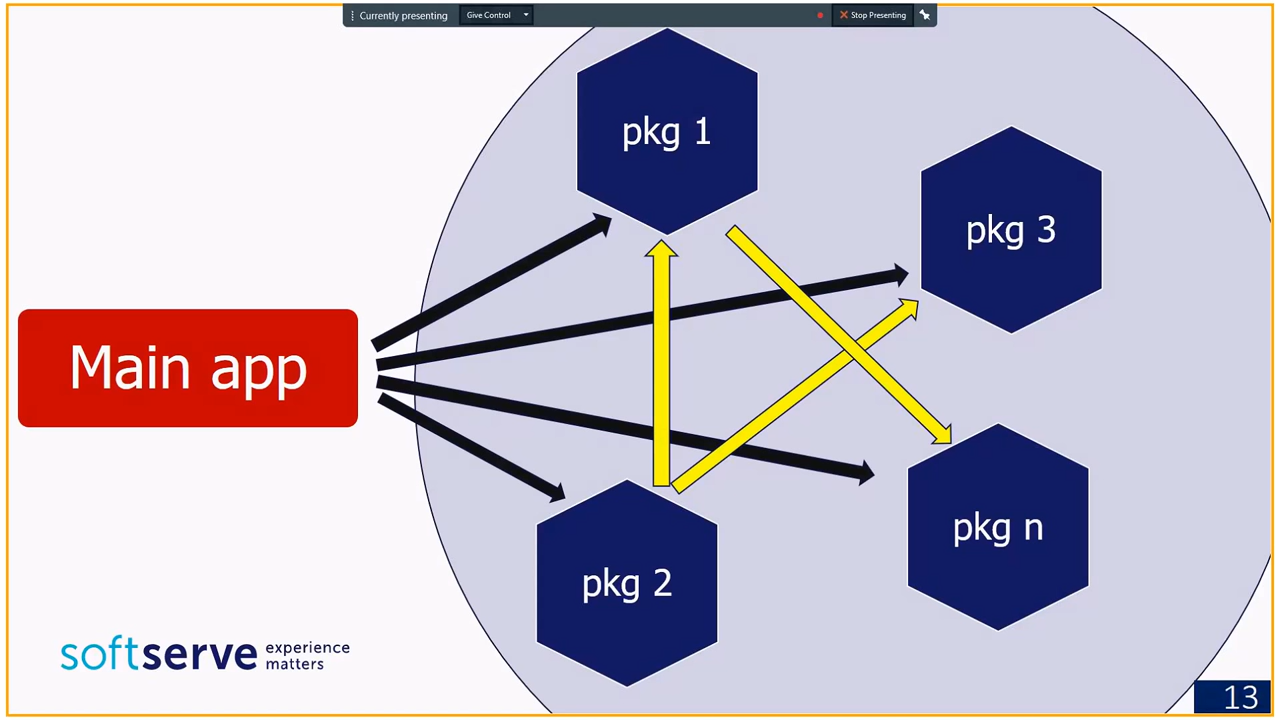 Currently presenting
Give Control
Stop Presenting
pkg 1
pkg 3
Main app
pkg n
pkg 2
softserve experience
matters
13